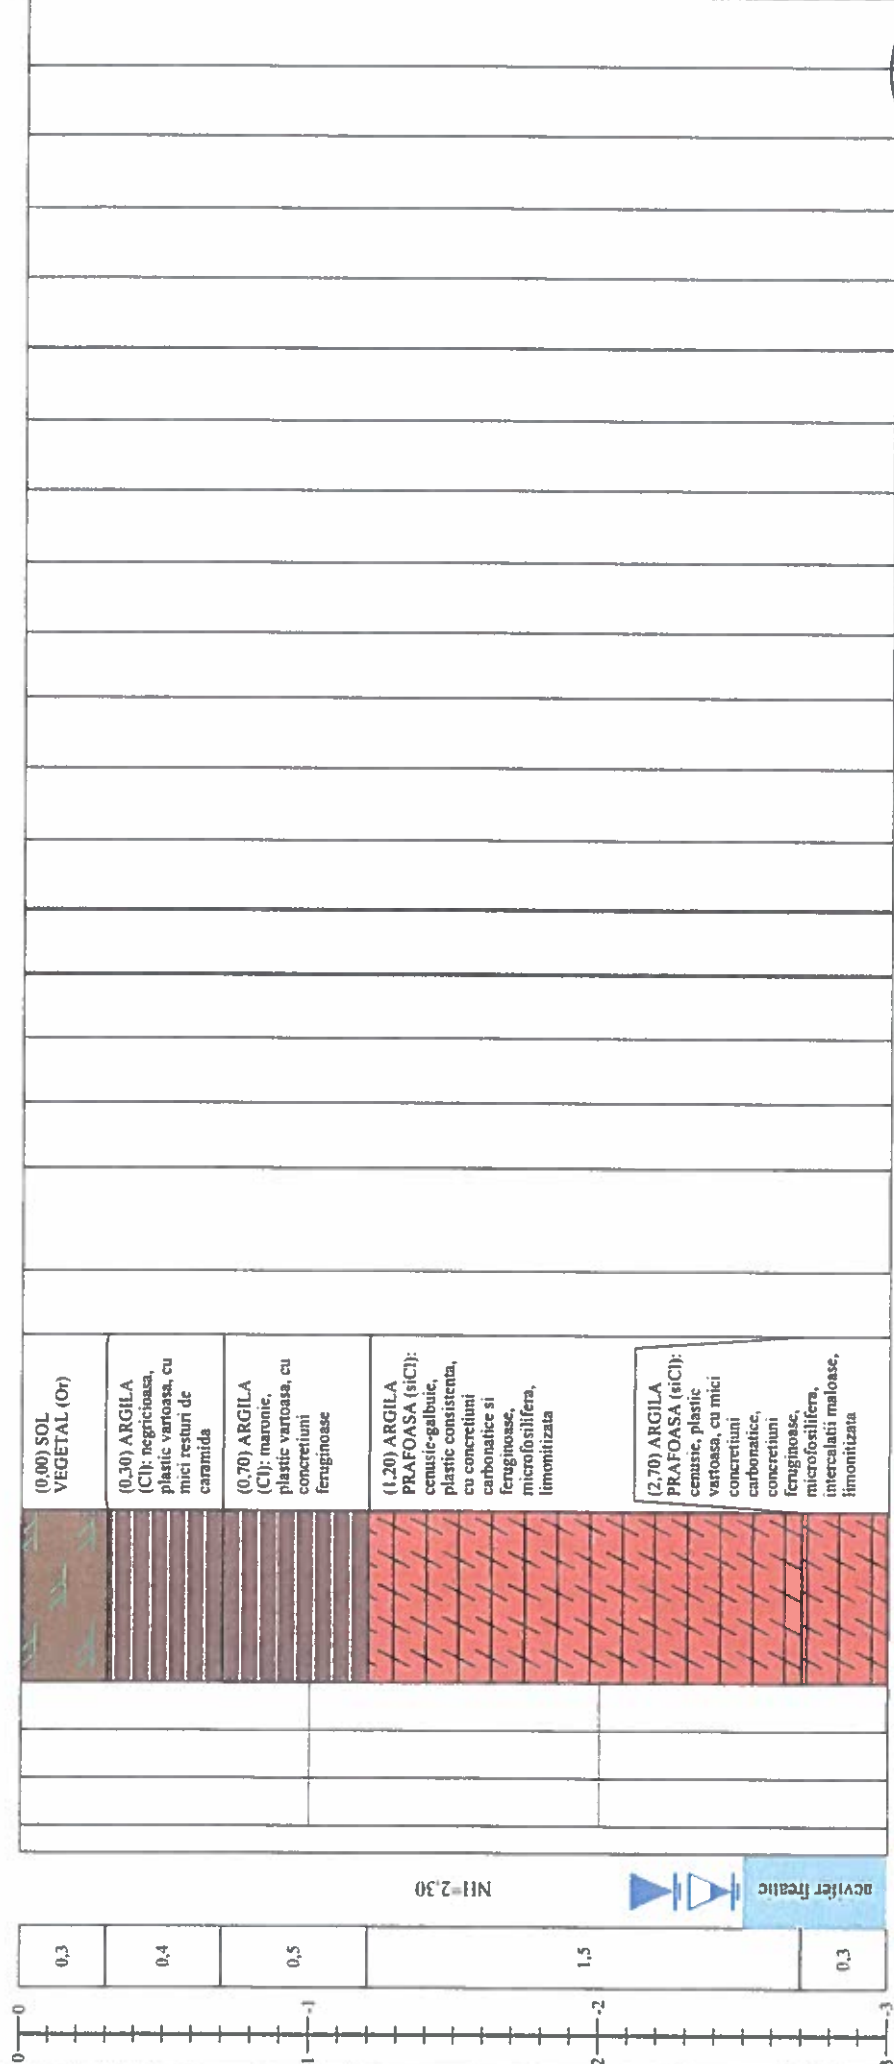 (0,00) SOL
VEGETAL (Or)
(0,30) ARGILA
(Cl): negricioasa,
plastic vartoasa, cu
mici resturi de
caramida
(0,70) ARGILA
(Cl): maronie,
plastic vartoasa, cu
concretiuni
feruginoase
(1,20) ARGILA
PRAFOASA (siCl):
cenusie-galbuie,
plastic consistenta,
cu concretiuni
carbonatice si
feruginoase,
microfosilifera,
limonitizata
(2,70) ARGILA
PRAFOASA (siCl):
cenusie, plastic
vartoasa, cu mici
concretiuni
carbonatice,
concretiuni
feruginoase,
microfosilifera,
intercalatii maloase,
limonitizata
NH=2,30
acvifer freatic
0,3
0,4
0,5
1,5
0,3
0
-1
-2
-3
0
1
2
3